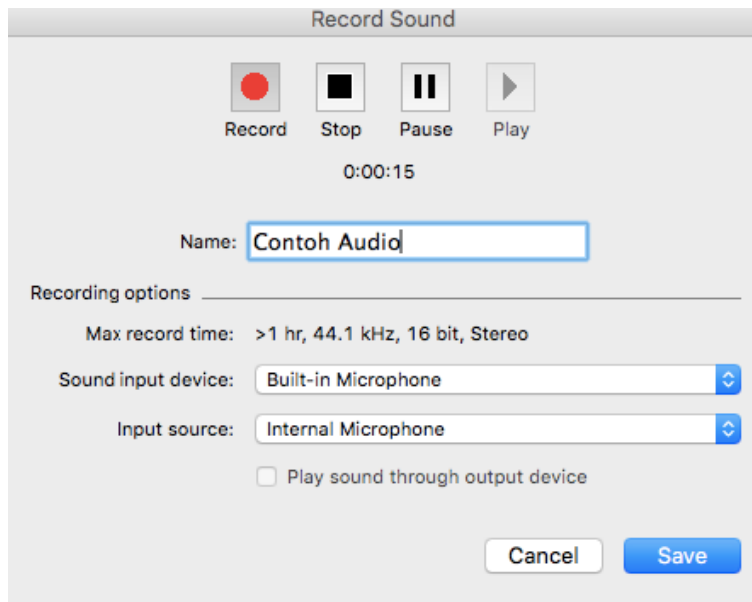 Record Sound
Record Stop Pause Play
0:00:15
Name: Contoh Audio
Recording options
Max record time: >1 hr, 44.1 kHz, 16 bit, Stereo
Sound input device: Built-in Microphone
Input source: Internal Microphone
Play sound through output device
Cancel Save